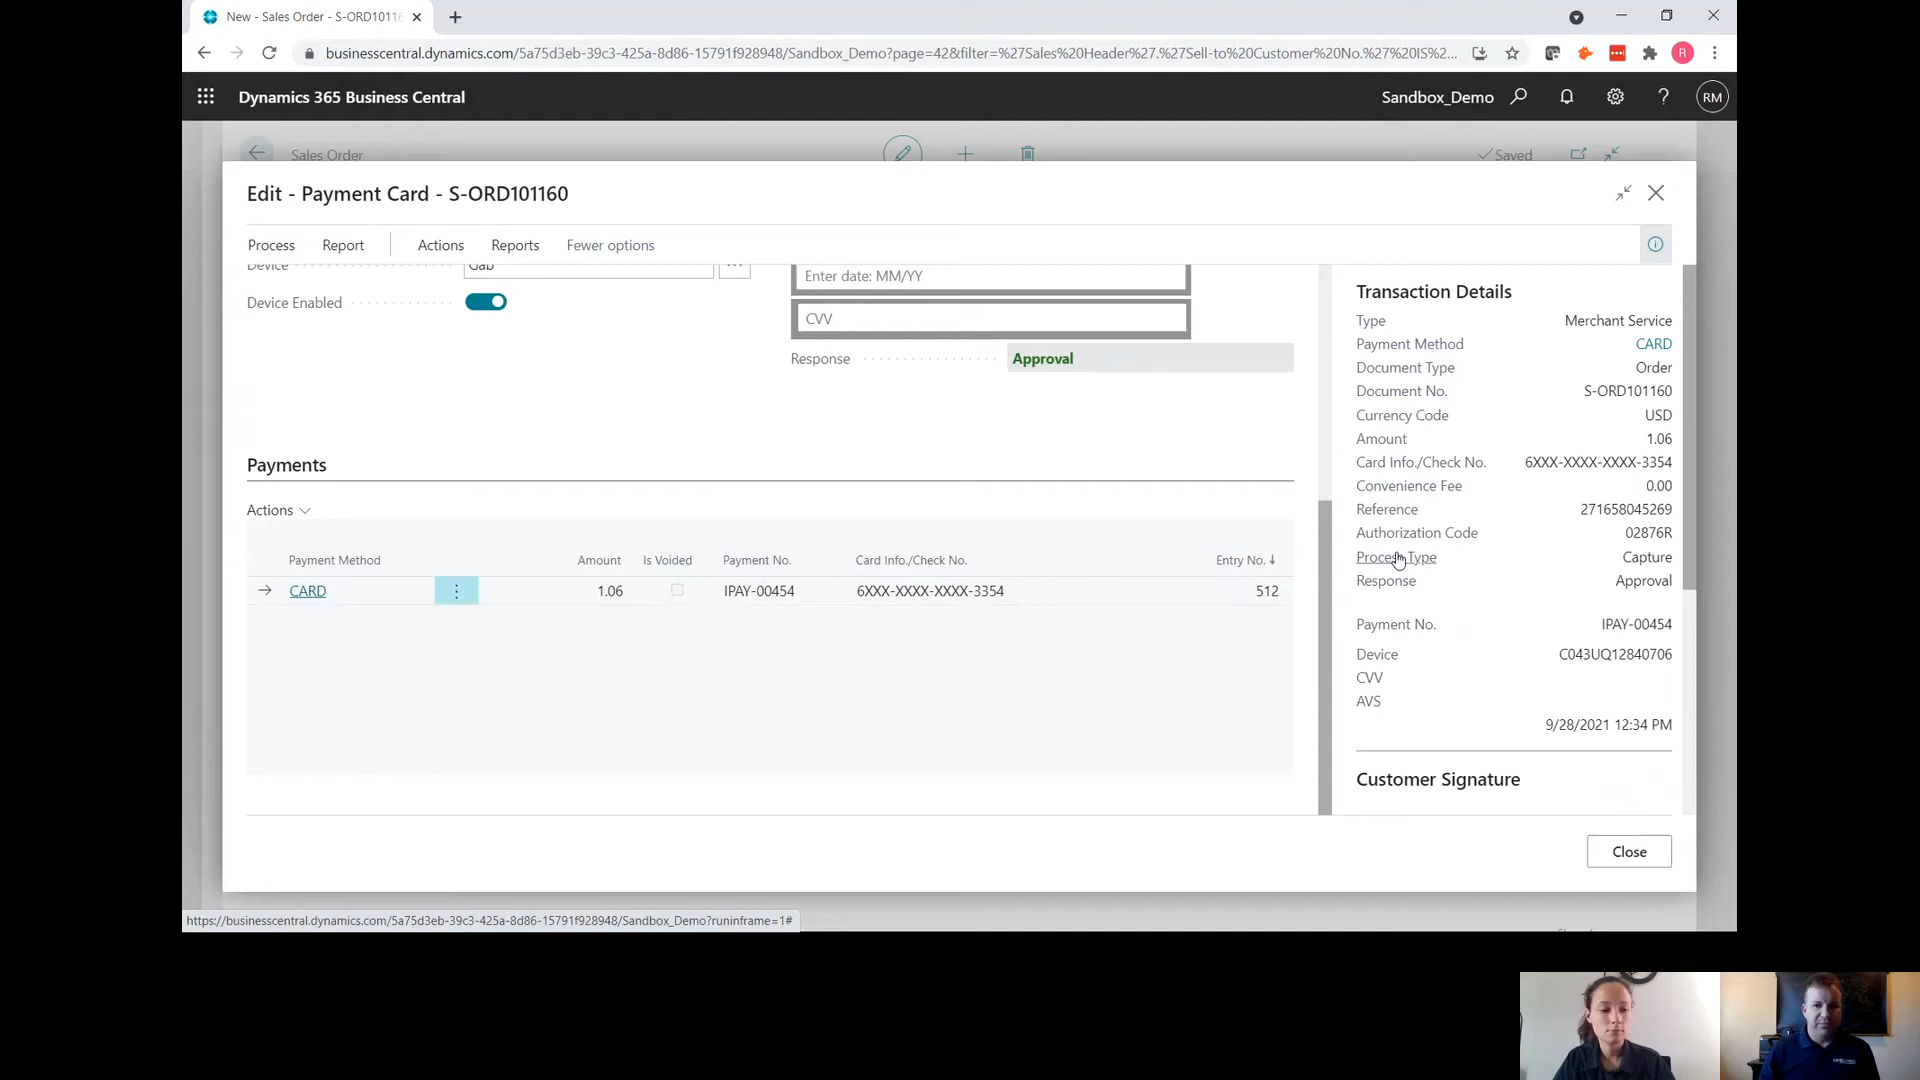 New - Sales Order - S-ORD10116
businesscentral.dynamics.com/5a75d3eb-39c3-425a-8d86-15791f928948/Sandbox_Demo?page=42&filter=%27Sales%20Header%27.%27Sell-to%20Customer%20No.%27%20IS%2...
R
Dynamics 365 Business Central
Sandbox_Demo
RM
Sales Order
Saved
Edit - Payment Card - S-ORD101160
Process Report Actions Reports Fewer options
Device Gab
Device Enabled
Enter date: MM/YY
CVV
Response Approval
Payments
Actions
Payment Method Amount Is Voided Payment No. Card Info./Check No. Entry No.↓
CARD 1.06 IPAY-00454 6XXX-XXXX-XXXX-3354 512
Transaction Details
Type Merchant Service
Payment Method CARD
Document Type Order
Document No. S-ORD101160
Currency Code USD
Amount 1.06
Card Info./Check No. 6XXX-XXXX-XXXX-3354
Convenience Fee 0.00
Reference 271658045269
Authorization Code 02876R
Process Type Capture
Response Approval
Payment No. IPAY-00454
Device C043UQ12840706
CVV
AVS
9/28/2021 12:34 PM
Customer Signature
Close
https://businesscentral.dynamics.com/5a75d3eb-39c3-425a-8d86-15791f928948/Sandbox_Demo?runinframe=1#